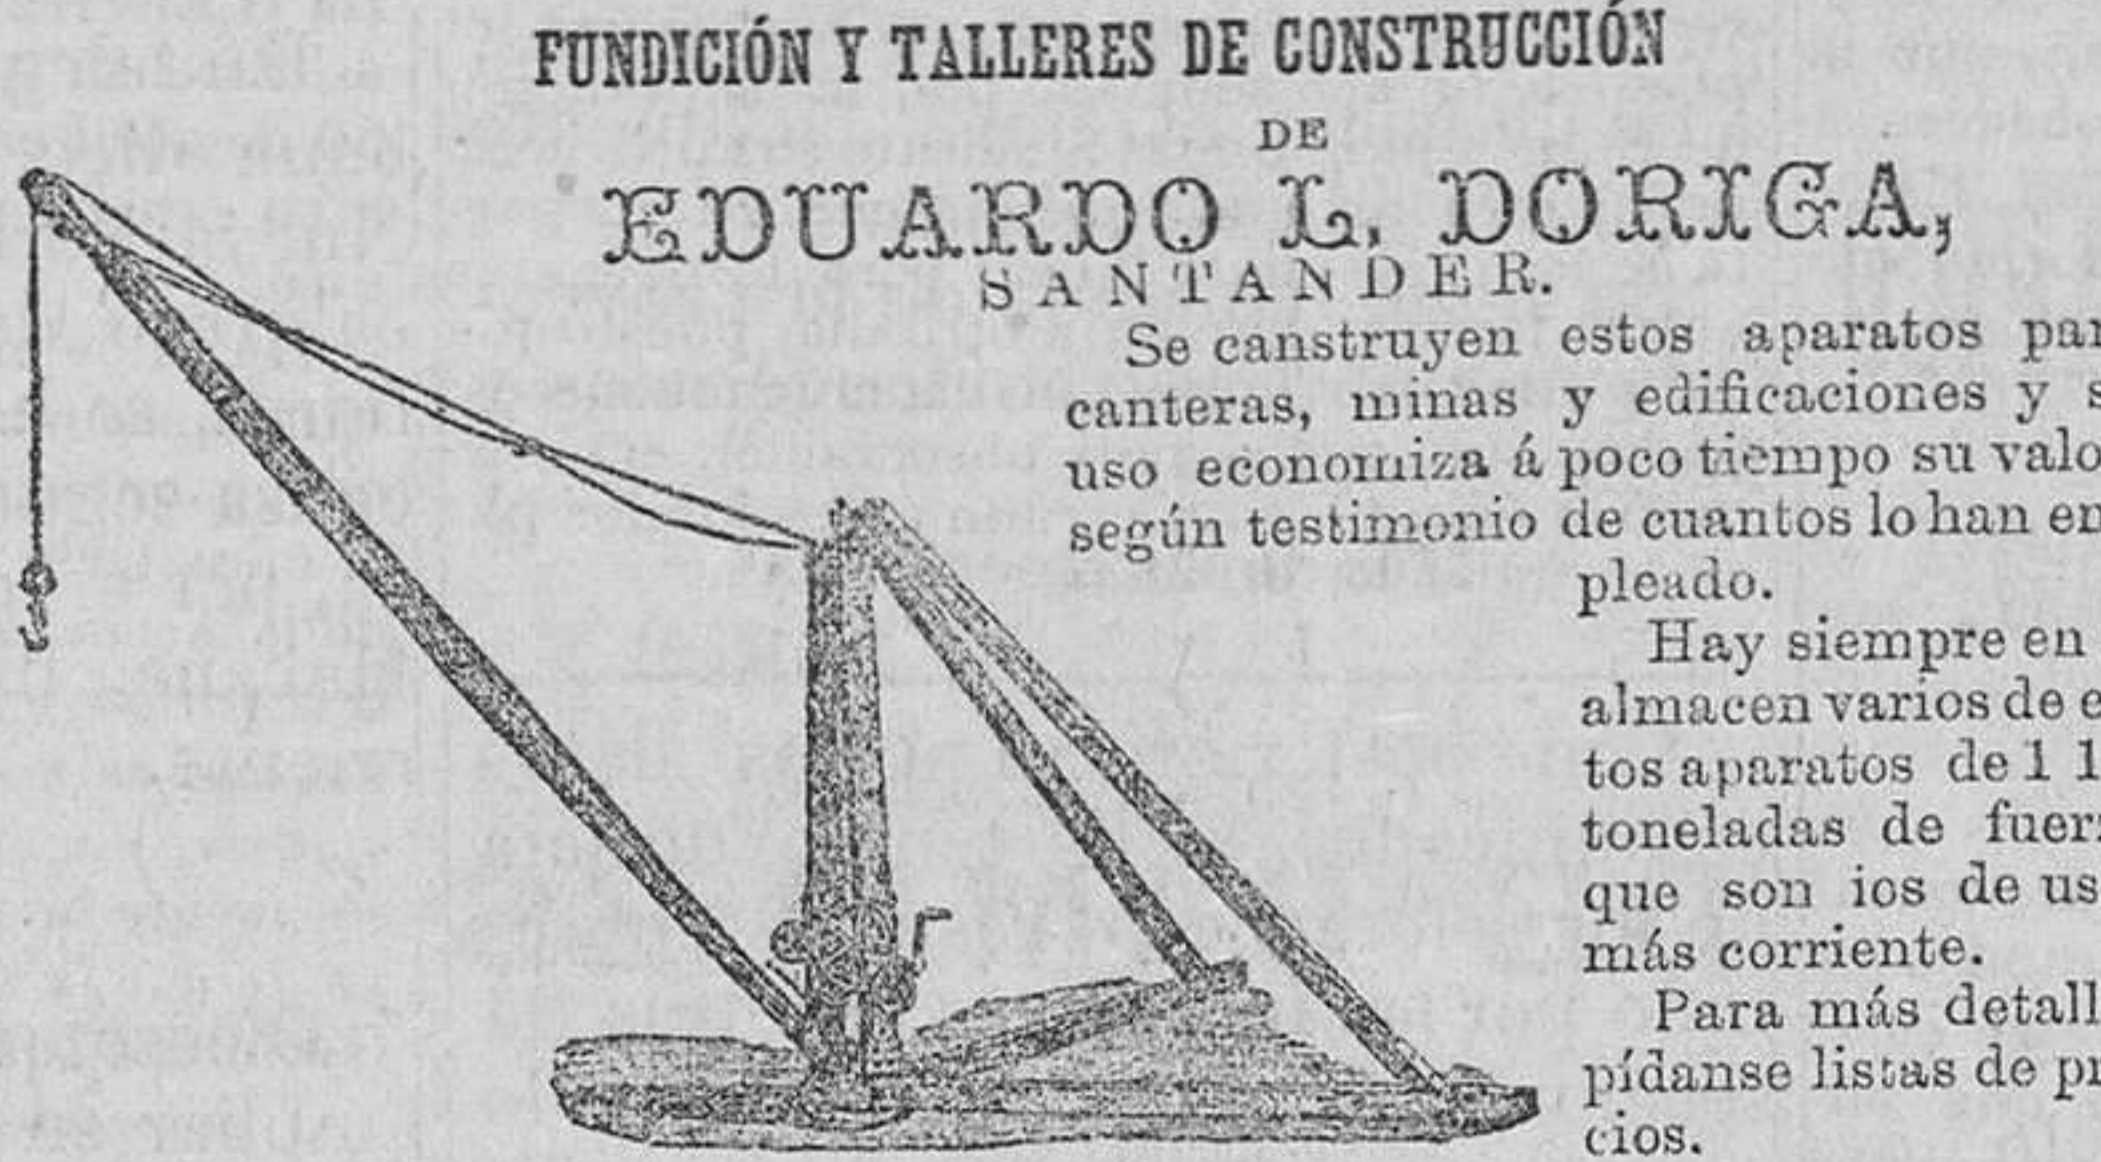 FUNDICIÓN Y TALLERES DE CONSTRUCCIÓN
DE
EDUARDO L. DORIGA,
SANTANDER.
Se canstruyen estos aparatos par
canteras, minas y edificaciones y s
uso economiza á poco tiempo su valo
según testimonio de cuantos lo han em
pleado.
Hay siempre en
almacen varios de e
tos aparatos de 1 1
toneladas de fuer
que son ios de us
más corriente.
Para más detall
pídanse listas de pr
cios.